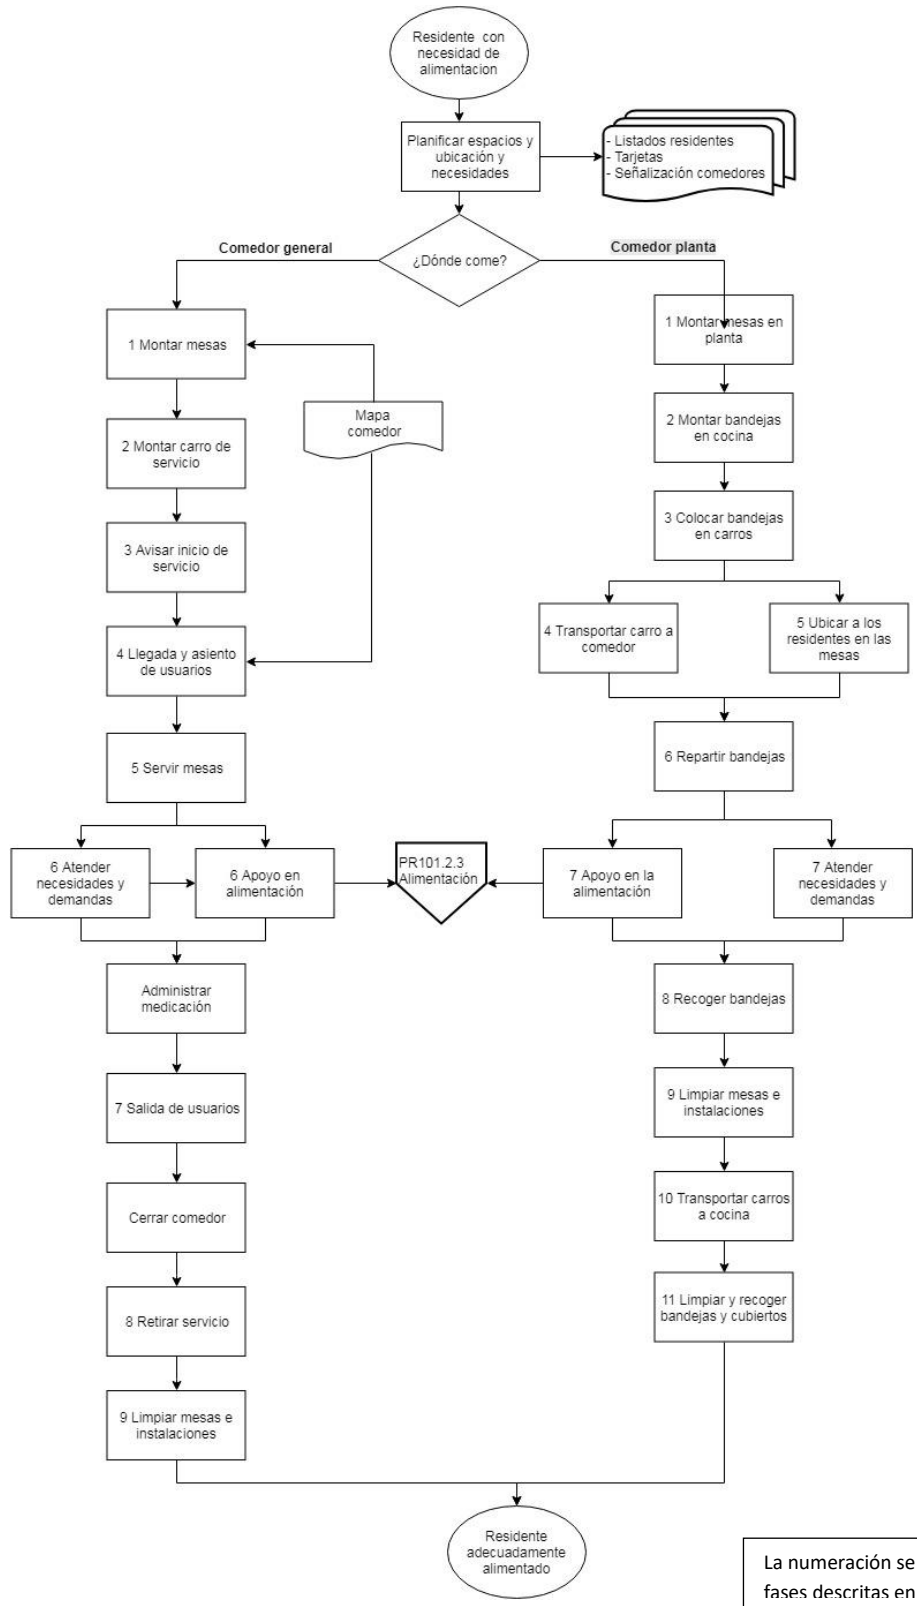 Residente con
necesidad de
alimentacion
Planificar espacios y
ubicación y
necesidades
- Listados residentes
- Tarjetas
- Señalización comedores
¿Dónde come?
Comedor general
Comedor planta
1 Montar mesas
2 Montar carro de
servicio
3 Avisar inicio de
servicio
4 Llegada y asiento
de usuarios
5 Servir mesas
6 Atender
necesidades y
demandas
6 Apoyo en
alimentación
Administrar
medicación
7 Salida de usuarios
Cerrar comedor
8 Retirar servicio
9 Limpiar mesas e
instalaciones
Mapa
comedor
PR101.2.3
Alimentación
1 Montar mesas en
planta
2 Montar bandejas
en cocina
3 Colocar bandejas
en carros
4 Transportar carro a
comedor
5 Ubicar a los
residentes en las
mesas
6 Repartir bandejas
7 Apoyo en la
alimentación
7 Atender
necesidades y
demandas
8 Recoger bandejas
9 Limpiar mesas e
instalaciones
10 Transportar carros
a cocina
11 Limpiar y recoger
bandejas y cubiertos
Residente
adecuadamente
alimentado
La numeración se
fases descritas en